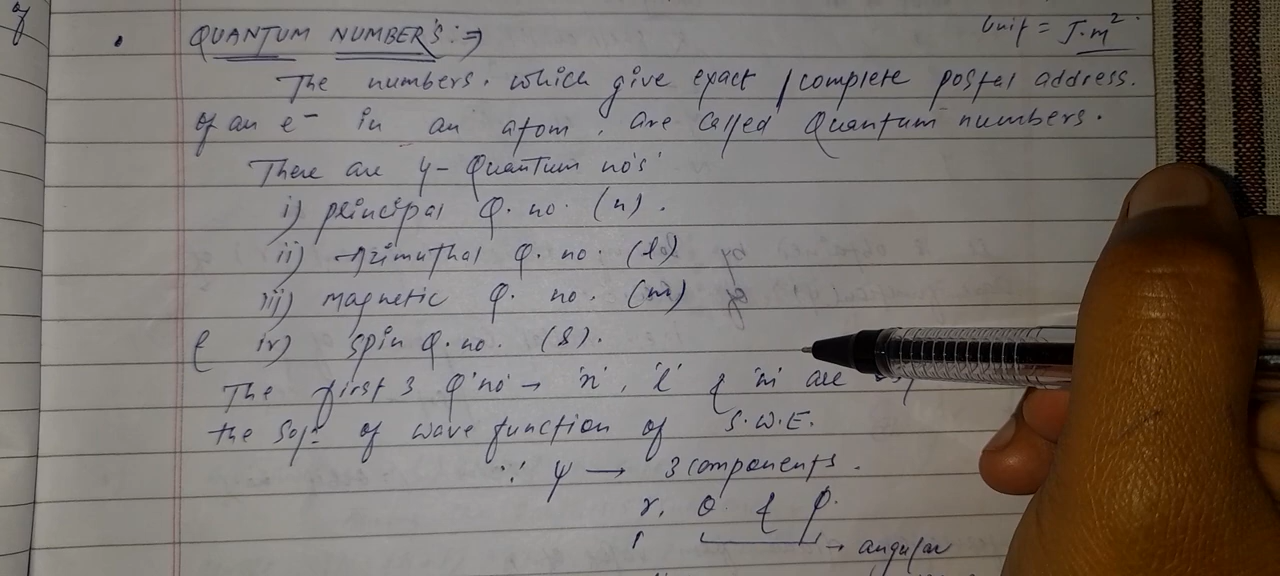 QUANTUM NUMBER'S :⇒
Unit = J·m²
The numbers. which give exact / complete postal address.
of an e⁻ in an atom, are called Quantum numbers.
There are 4 - Quantum no's
i) principal Q. no. (n).
ii) Azimuthal Q. no. (l)
iii) magnetic Q. no. (m)
& iv) spin Q. no. (s).
The first 3 Q'no → 'n', 'l' & 'm' are
the Solⁿ of wave function of S.W.E.
∵ ψ → 3 components.
r, θ & φ.
→ angular